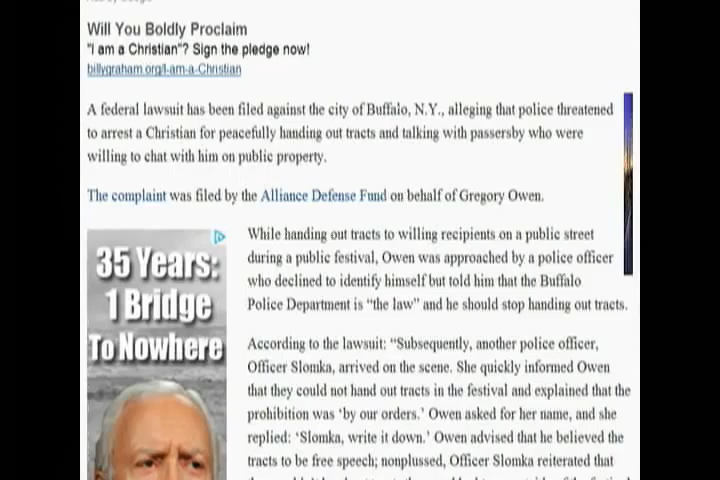 Will You Boldly Proclaim
"I am a Christian"? Sign the pledge now!
billygraham.org/I-am-a-Christian
A federal lawsuit has been filed against the city of Buffalo, N.Y., alleging that police threatened
to arrest a Christian for peacefully handing out tracts and talking with passersby who were
willing to chat with him on public property.
The complaint was filed by the Alliance Defense Fund on behalf of Gregory Owen.
35 Years:
1 Bridge
To Nowhere
While handing out tracts to willing recipients on a public street
during a public festival, Owen was approached by a police officer
who declined to identify himself but told him that the Buffalo
Police Department is “the law” and he should stop handing out tracts.
According to the lawsuit: “Subsequently, another police officer,
Officer Slomka, arrived on the scene. She quickly informed Owen
that they could not hand out tracts in the festival and explained that the
prohibition was ‘by our orders.’ Owen asked for her name, and she
replied: ‘Slomka, write it down.’ Owen advised that he believed the
tracts to be free speech; nonplussed, Officer Slomka reiterated that